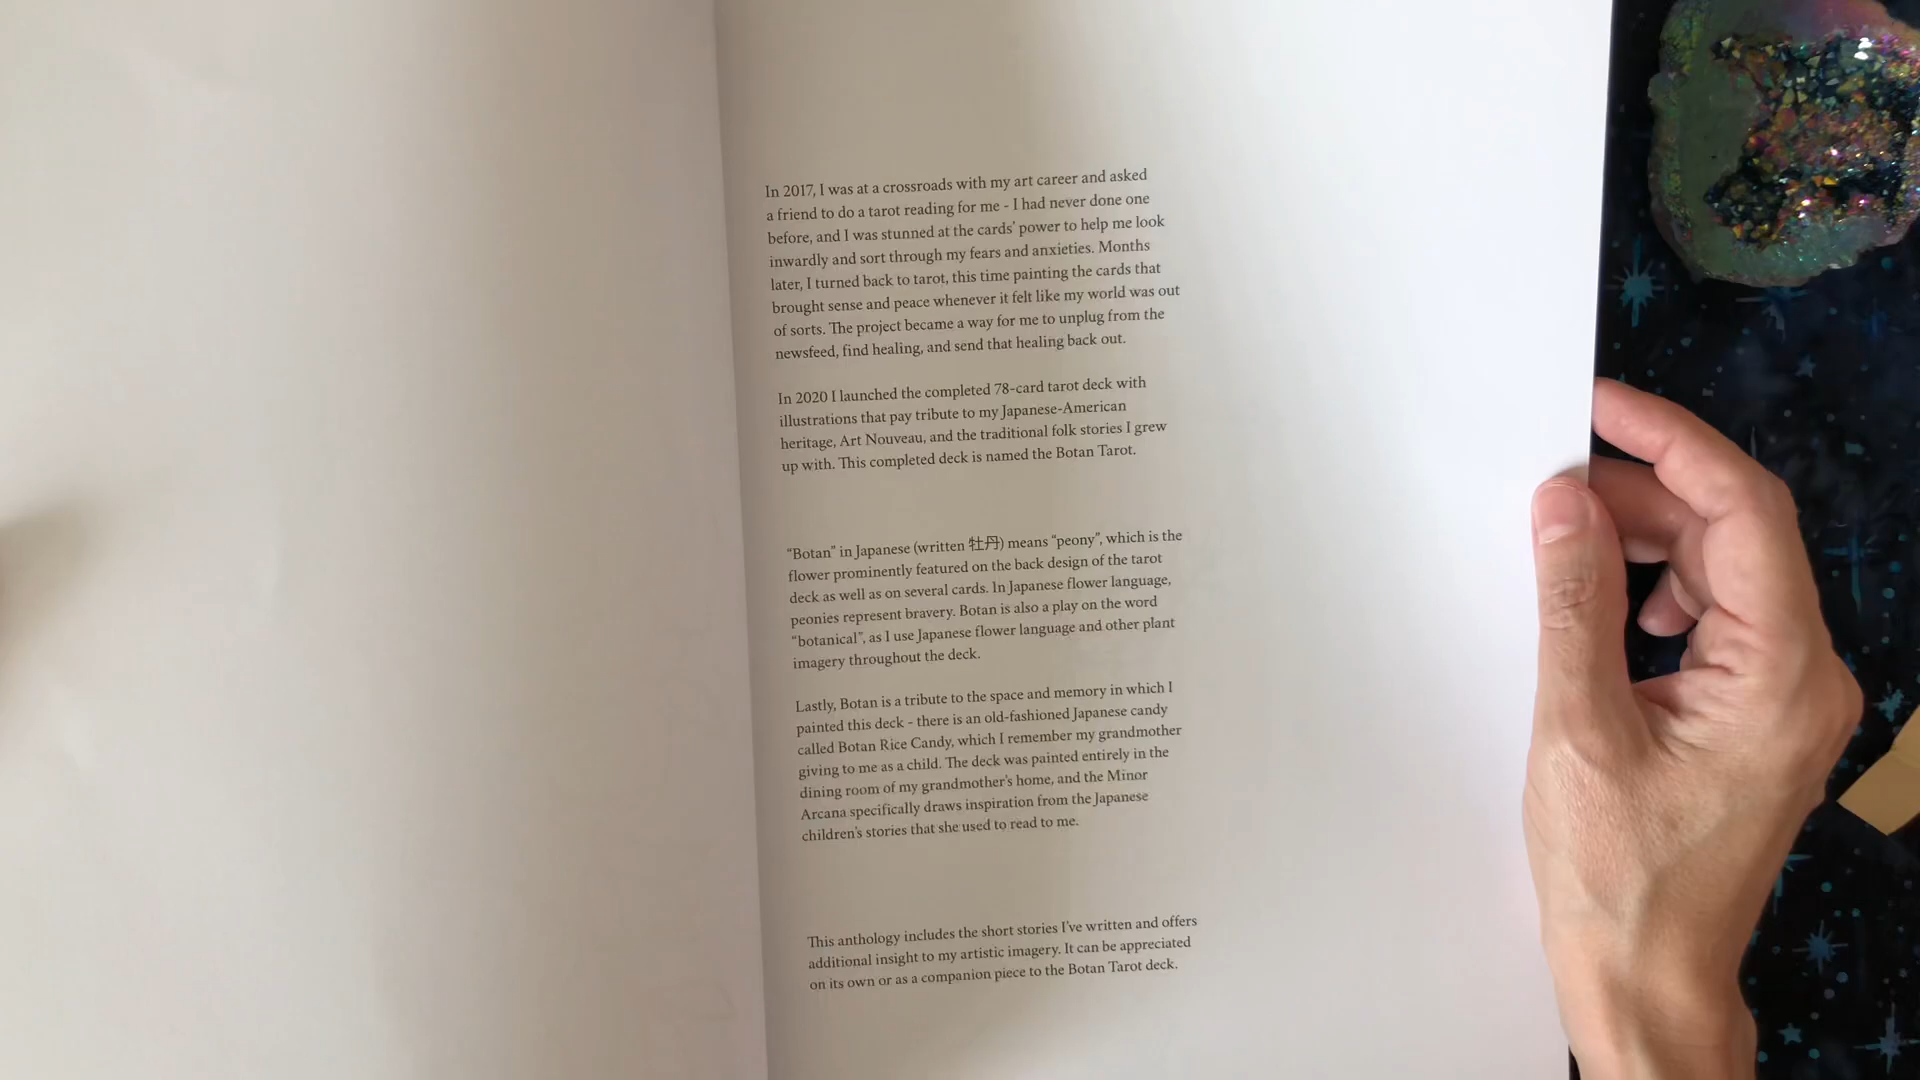 In 2017, I was at a crossroads with my art career and asked
a friend to do a tarot reading for me - I had never done one
before, and I was stunned at the cards' power to help me look
inwardly and sort through my fears and anxieties. Months
later, I turned back to tarot, this time painting the cards that
brought sense and peace whenever it felt like my world was out
of sorts. The project became a way for me to unplug from the
newsfeed, find healing, and send that healing back out.
In 2020 I launched the completed 78-card tarot deck with
illustrations that pay tribute to my Japanese-American
heritage, Art Nouveau, and the traditional folk stories I grew
up with. This completed deck is named the Botan Tarot.
“Botan” in Japanese (written 牡丹) means “peony”, which is the
flower prominently featured on the back design of the tarot
deck as well as on several cards. In Japanese flower language,
peonies represent bravery. Botan is also a play on the word
“botanical”, as I use Japanese flower language and other plant
imagery throughout the deck.
Lastly, Botan is a tribute to the space and memory in which I
painted this deck - there is an old-fashioned Japanese candy
called Botan Rice Candy, which I remember my grandmother
giving to me as a child. The deck was painted entirely in the
dining room of my grandmother's home, and the Minor
Arcana specifically draws inspiration from the Japanese
children's stories that she used to read to me.
This anthology includes the short stories I've written and offers
additional insight to my artistic imagery. It can be appreciated
on its own or as a companion piece to the Botan Tarot deck.